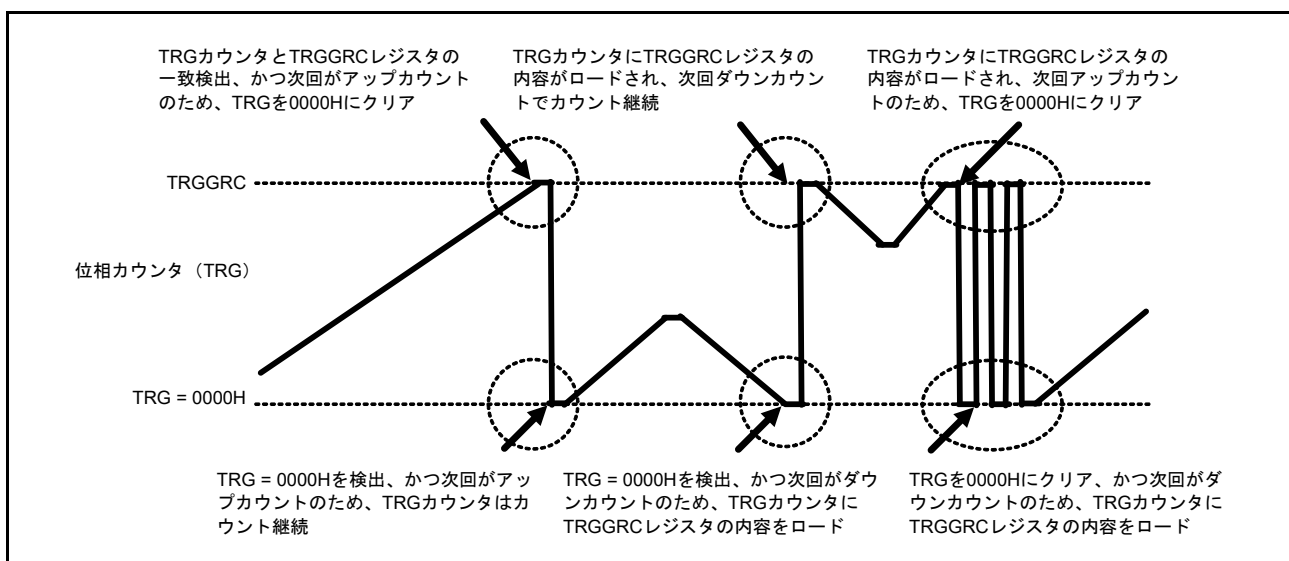 TRGカウンタとTRGGRCレジスタの
一致検出、かつ次回がアップカウント
のため、TRGを0000Hにクリア
TRGカウンタにTRGGRCレジスタの
内容がロードされ、次回ダウンカウン
トでカウント継続
TRGカウンタにTRGGRCレジスタの
内容がロードされ、次回アップカウン
トのため、TRGを0000Hにクリア
TRGGRC
位相カウンタ（TRG）
TRG = 0000H
TRG = 0000Hを検出、かつ次回がアッ
プカウントのため、TRGカウンタはカ
ウント継続
TRG = 0000Hを検出、かつ次回がダウ
ンカウントのため、TRGカウンタに
TRGGRCレジスタの内容をロード
TRGを0000Hにクリア、かつ次回がダ
ウンカウントのため、TRGカウンタに
TRGGRCレジスタの内容をロード